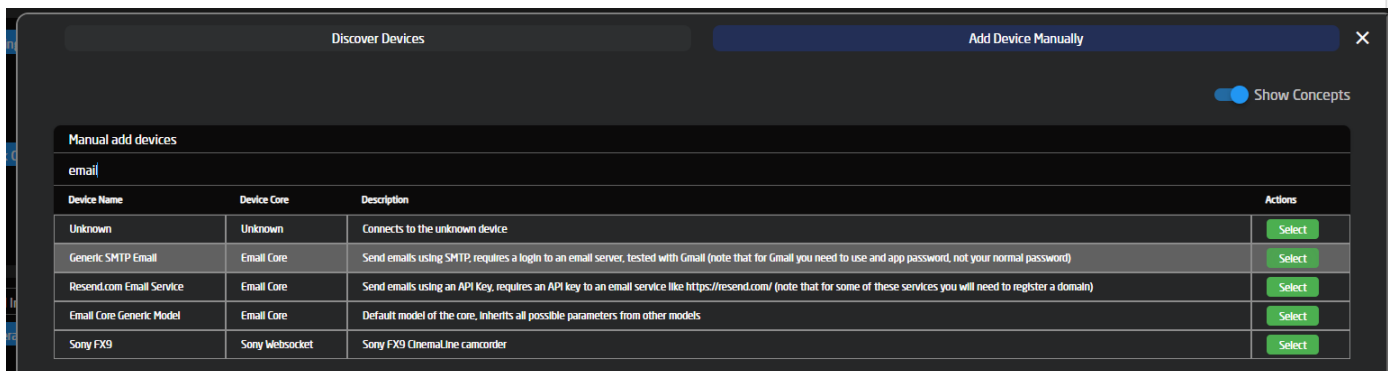 Discover Devices
Add Device Manually
Show Concepts
Manual add devices
email
Device Name Device Core Description Actions
Unknown Unknown Connects to the unknown device Select
Generic SMTP Email Email Core Send emails using SMTP, requires a login to an email server, tested with Gmail (note that for Gmail you need to use and app password, not your normal password) Select
Resend.com Email Service Email Core Send emails using an API Key, requires an API key to an email service like https://resend.com/ (note that for some of these services you will need to register a domain) Select
Email Core Generic Model Email Core Default model of the core, inherits all possible parameters from other models Select
Sony FX9 Sony Websocket Sony FX9 CinemaLine camcorder Select